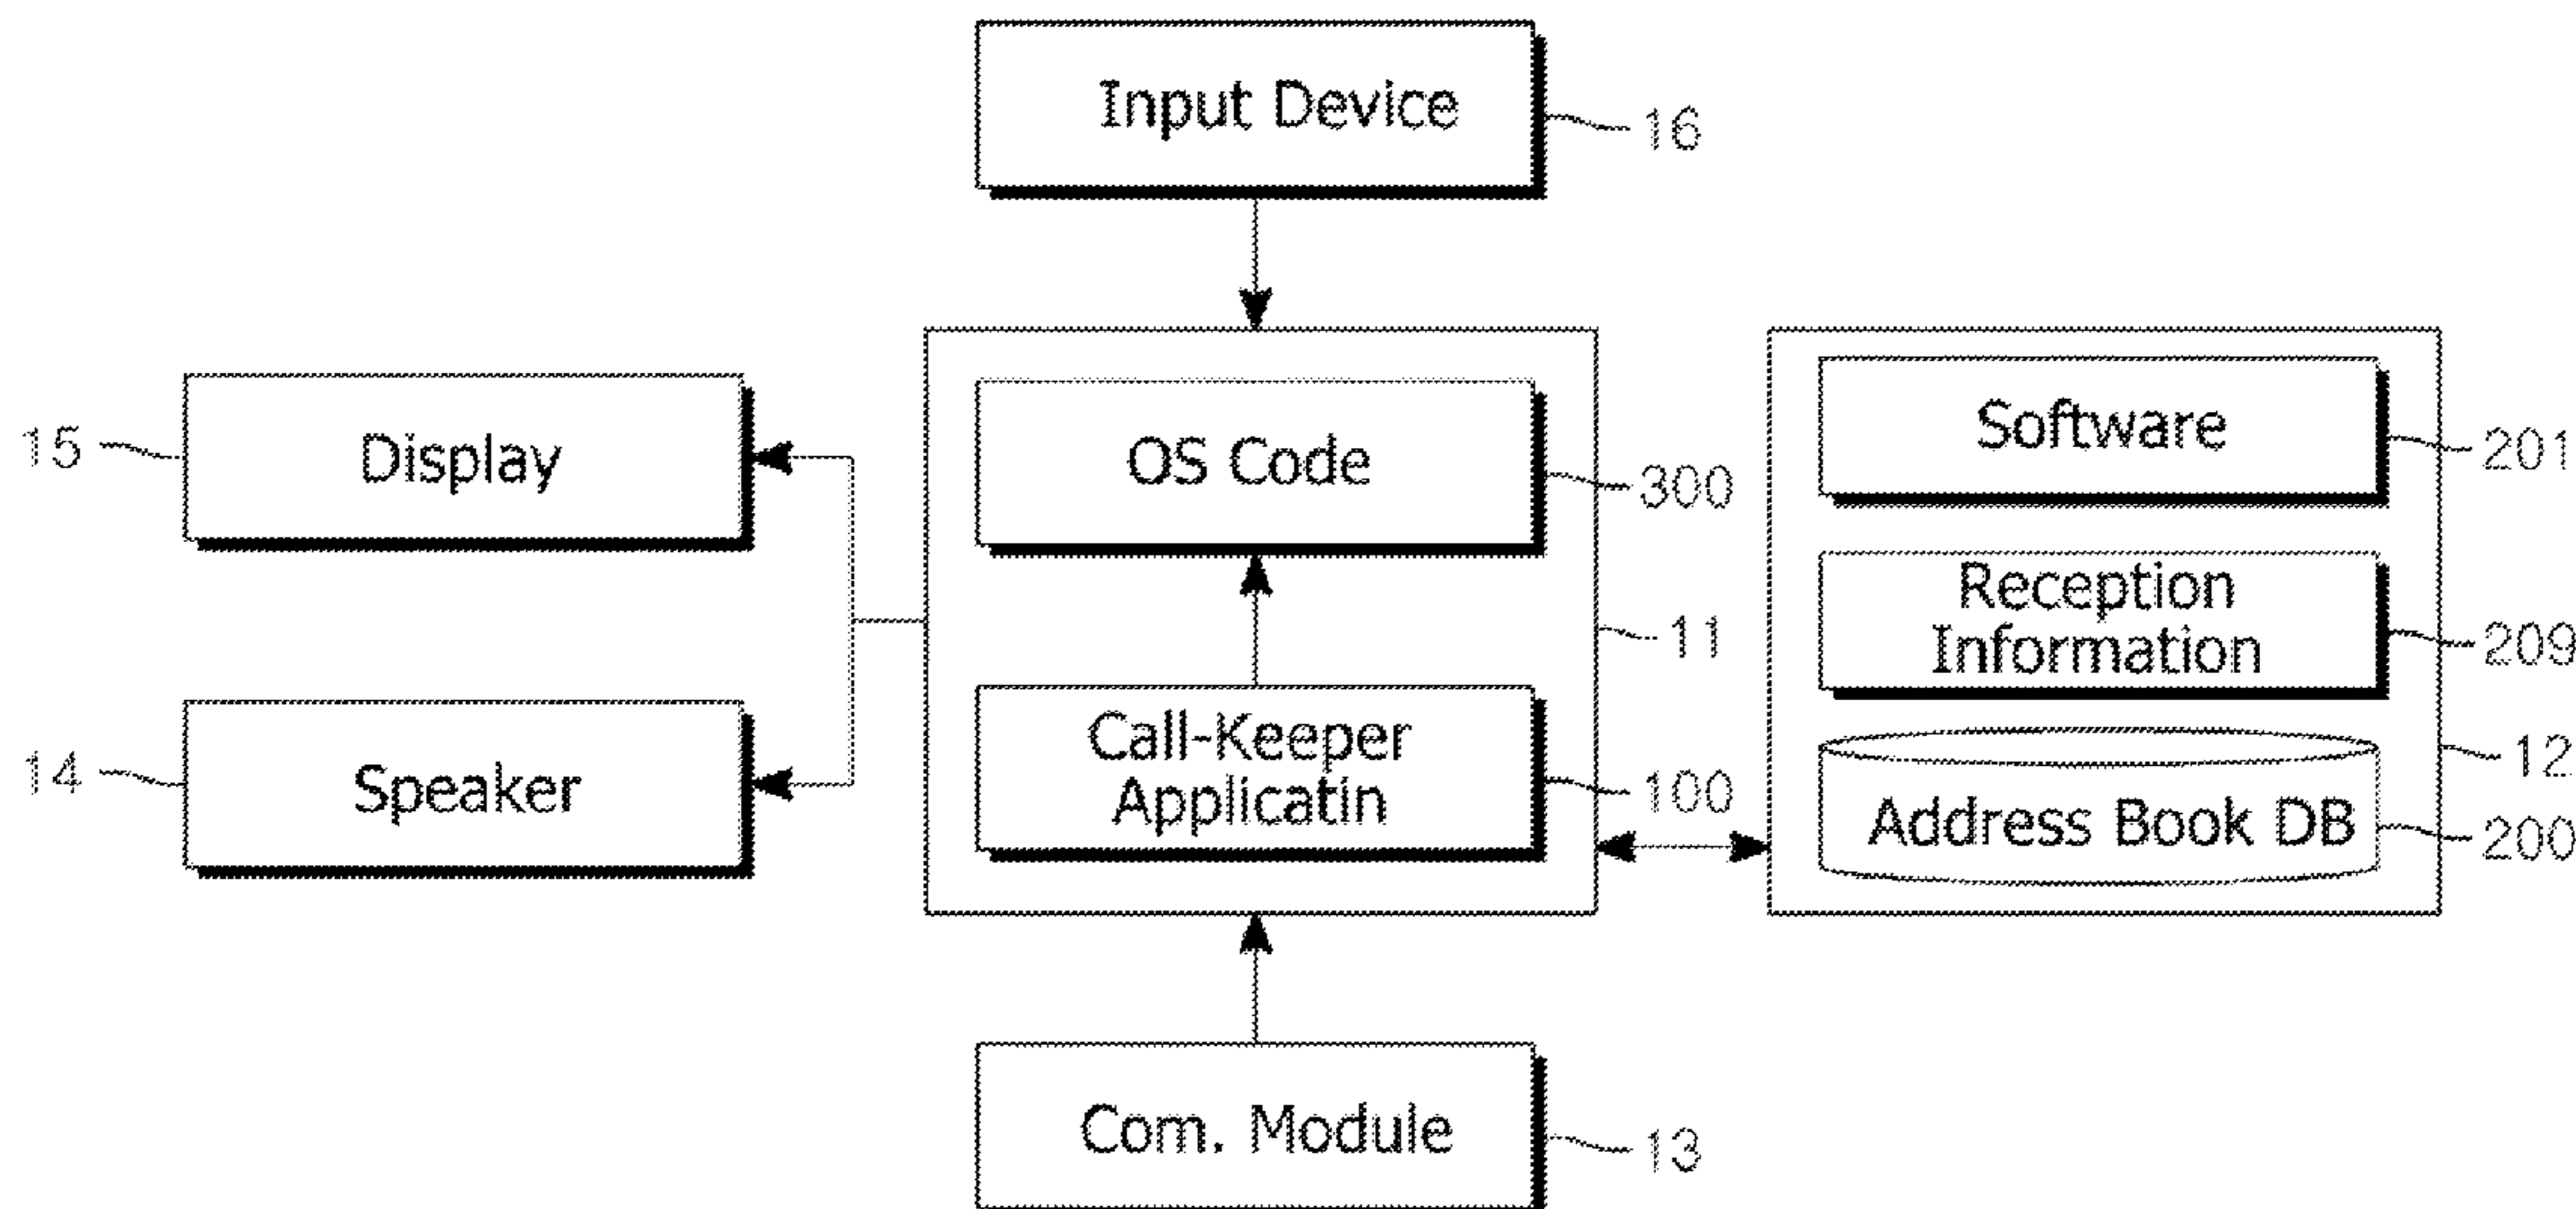 Input Device
16
15
Display
OS Code
300
Software
201
11
Reception
Information
209
14
Speaker
Call-Keeper
Applicatin
100
12
Address Book DB
200
Com. Module
13